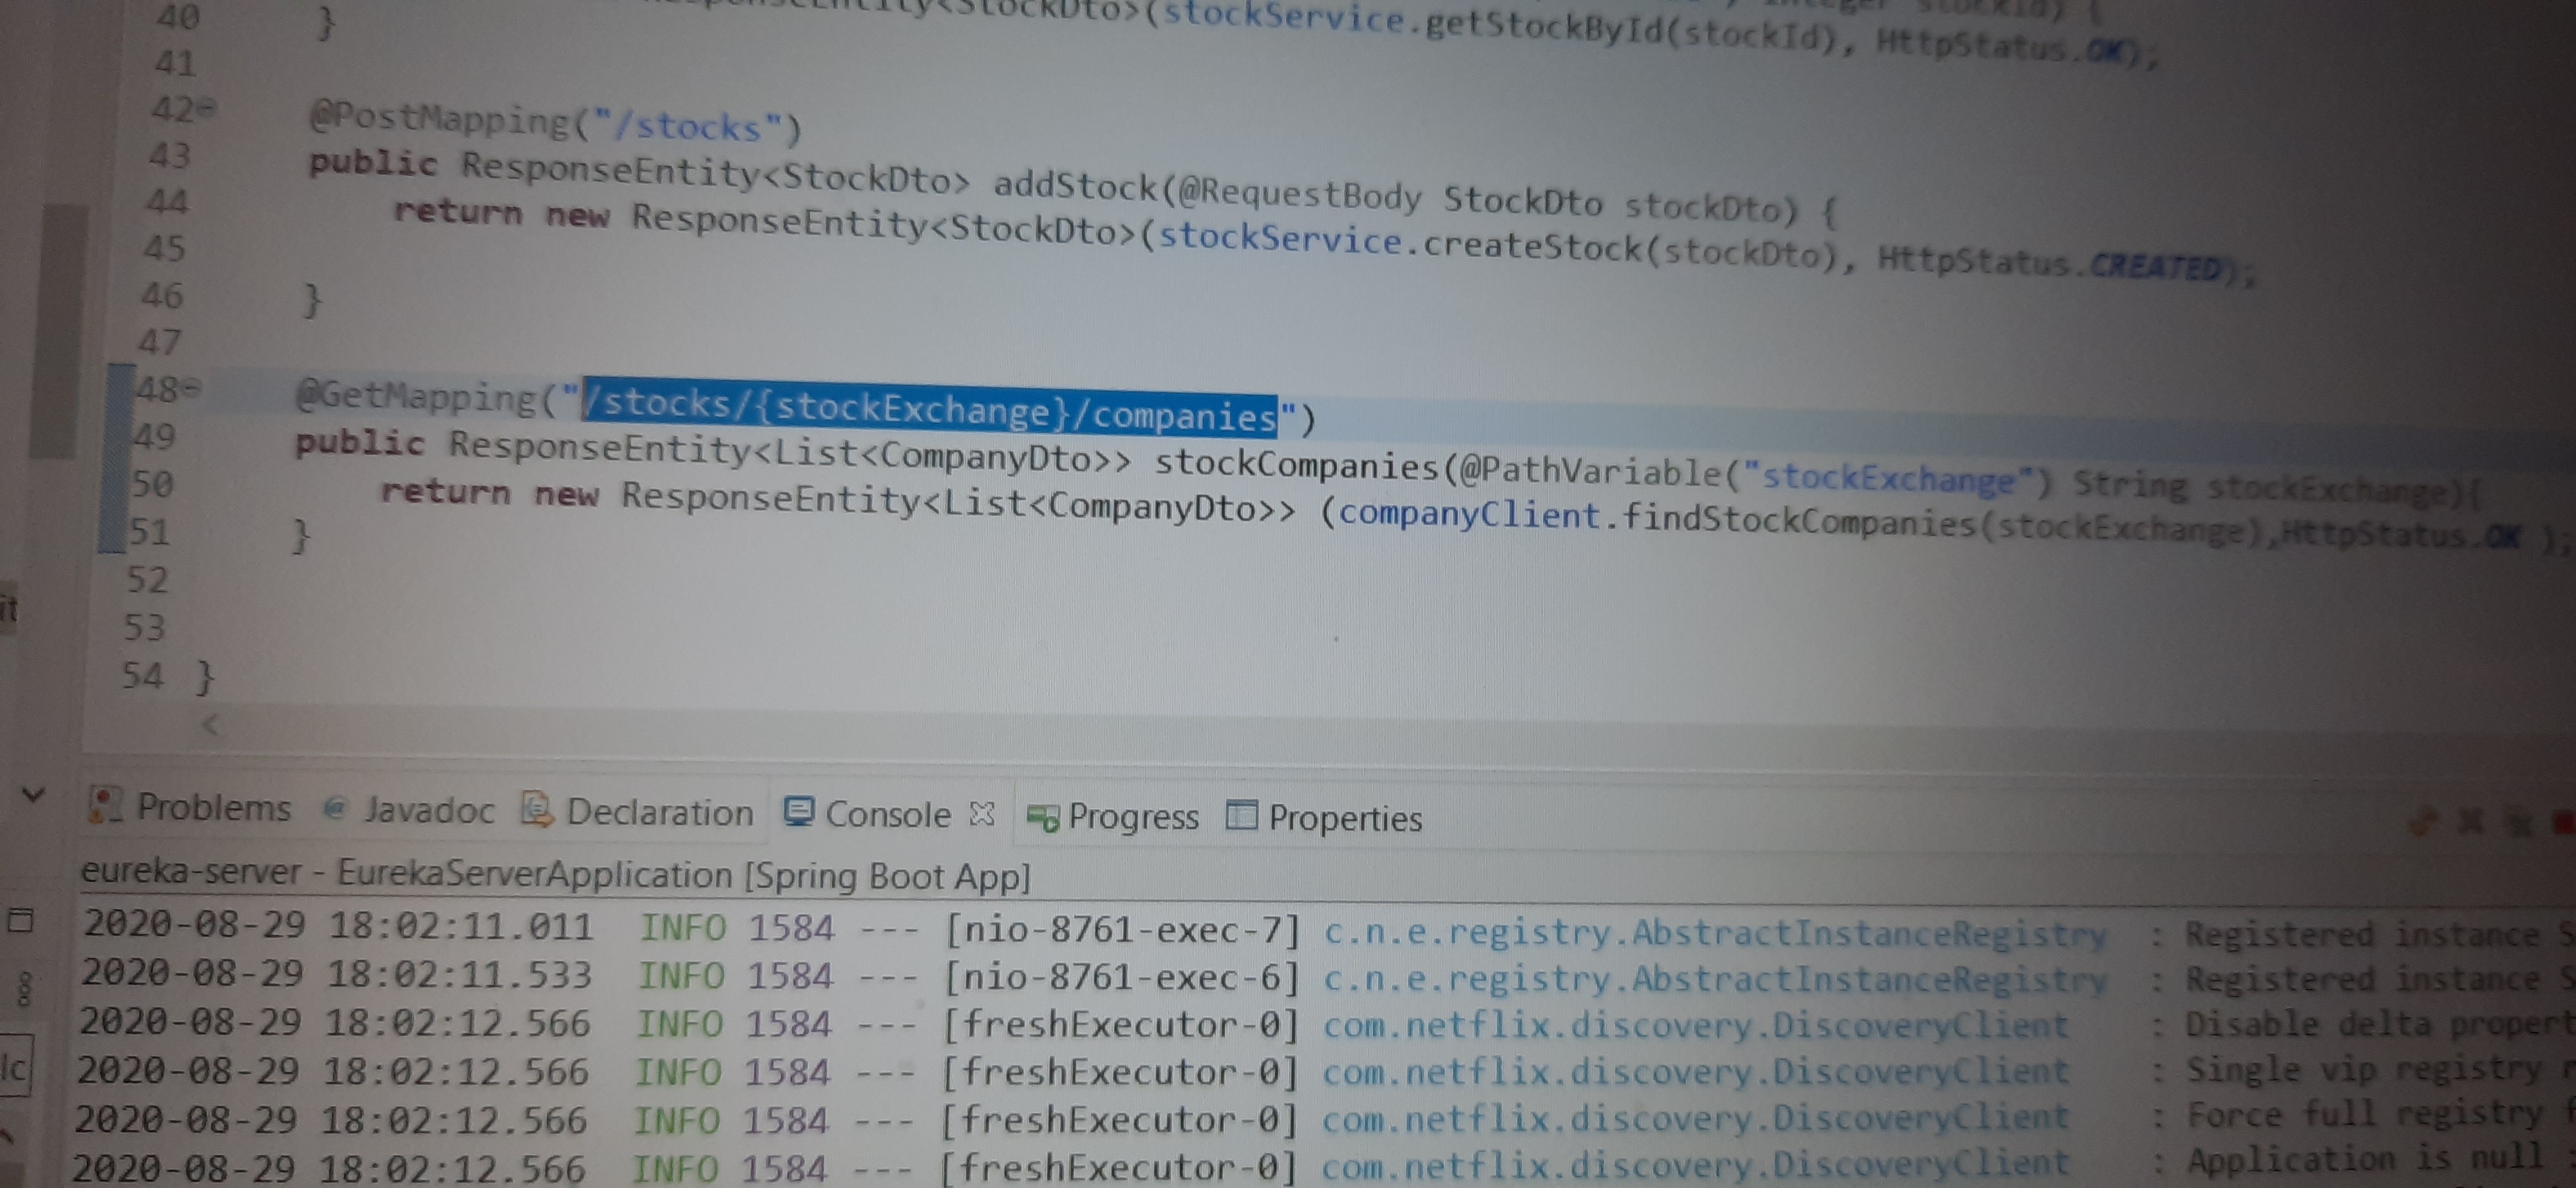 40 }
ResponseEntity<StockDto>(stockService.getStockById(stockId), HttpStatus.OK);
41
42 @PostMapping("/stocks")
43 public ResponseEntity<StockDto> addStock(@RequestBody StockDto stockDto) {
44 return new ResponseEntity<StockDto>(stockService.createStock(stockDto), HttpStatus.CREATED);
45
46 }
47
48 @GetMapping("/stocks/{stockExchange}/companies")
49 public ResponseEntity<List<CompanyDto>> stockCompanies(@PathVariable("stockExchange") String stockExchange){
50 return new ResponseEntity<List<CompanyDto>> (companyClient.findStockCompanies(stockExchange),HttpStatus.OK );
51 }
52
53
54 }
Problems @ Javadoc Declaration Console Progress Properties
eureka-server - EurekaServerApplication [Spring Boot App]
2020-08-29 18:02:11.011 INFO 1584 --- [nio-8761-exec-7] c.n.e.registry.AbstractInstanceRegistry : Registered instance S
2020-08-29 18:02:11.533 INFO 1584 --- [nio-8761-exec-6] c.n.e.registry.AbstractInstanceRegistry : Registered instance S
2020-08-29 18:02:12.566 INFO 1584 --- [freshExecutor-0] com.netflix.discovery.DiscoveryClient : Disable delta propert
2020-08-29 18:02:12.566 INFO 1584 --- [freshExecutor-0] com.netflix.discovery.DiscoveryClient : Single vip registry r
2020-08-29 18:02:12.566 INFO 1584 --- [freshExecutor-0] com.netflix.discovery.DiscoveryClient : Force full registry f
2020-08-29 18:02:12.566 INFO 1584 --- [freshExecutor-0] com.netflix.discovery.DiscoveryClient : Application is null :